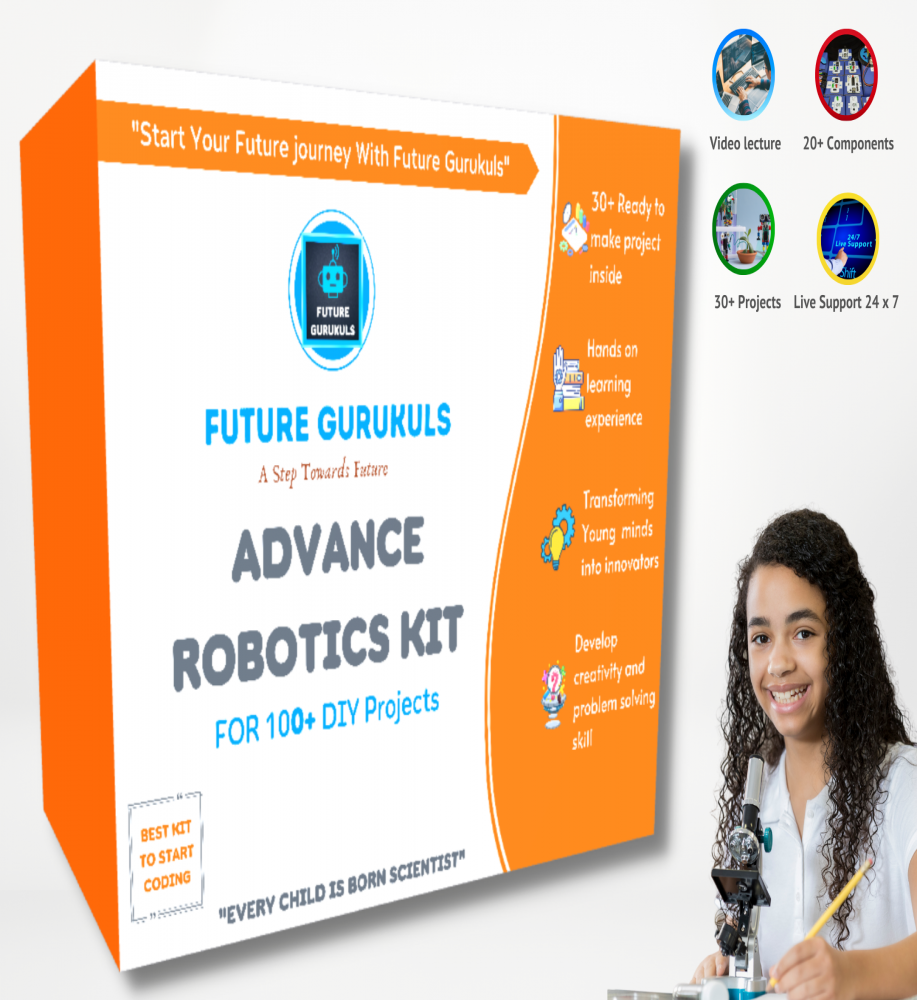 "Start Your Future journey With Future Gurukuls"
FUTURE
GURUKULS
FUTURE GURUKULS
A Step Towards Future
ADVANCE
ROBOTICS KIT
FOR 100+ DIY Projects
BEST KIT
TO START
CODING
"EVERY CHILD IS BORN SCIENTIST"
30+ Ready to
make project
inside
Hands on
learning
experience
Transforming
Young minds
into innovators
Develop
creativity and
problem solving
skill
Video lecture
20+ Components
24/7
Live Support
Shift
30+ Projects
Live Support 24 x 7